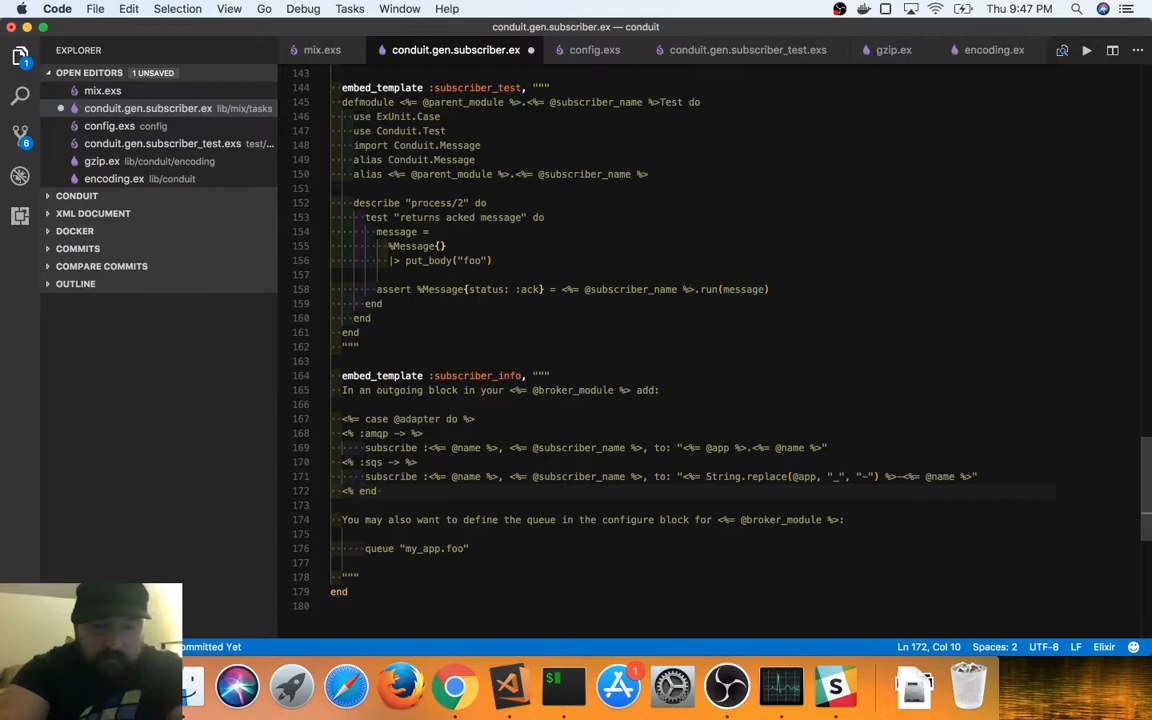 Code File Edit Selection View Go Debug Tasks Window Help Thu 9:47 PM
conduit.gen.subscriber.ex — conduit
EXPLORER
mix.exs conduit.gen.subscriber.ex config.exs conduit.gen.subscriber_test.exs gzip.ex encoding.ex
OPEN EDITORS 1 UNSAVED
mix.exs
conduit.gen.subscriber.ex lib/mix/tasks
config.exs config
conduit.gen.subscriber_test.exs test/...
gzip.ex lib/conduit/encoding
encoding.ex lib/conduit
CONDUIT
XML DOCUMENT
DOCKER
COMMITS
COMPARE COMMITS
OUTLINE
1
6
143
144 embed_template :subscriber_test, """
145 defmodule <%= @parent_module %>.<%= @subscriber_name %>Test do
146 use ExUnit.Case
147 use Conduit.Test
148 import Conduit.Message
149 alias Conduit.Message
150 alias <%= @parent_module %>.<%= @subscriber_name %>
151
152 describe "process/2" do
153 test "returns acked message" do
154 message =
155 %Message{}
156 |> put_body("foo")
157
158 assert %Message{status: :ack} = <%= @subscriber_name %>.run(message)
159 end
160 end
161 end
162 """
163
164 embed_template :subscriber_info, """
165 In an outgoing block in your <%= @broker_module %> add:
166
167 <%= case @adapter do %>
168 <% :amqp -> %>
169 subscribe :<%= @name %>, <%= @subscriber_name %>, to: "<%= @app %>.<%= @name %>"
170 <% :sqs -> %>
171 subscribe :<%= @name %>, <%= @subscriber_name %>, to: "<%= String.replace(@app, "_", "-") %>-<%= @name %>"
172 <% end
173
174 You may also want to define the queue in the configure block for <%= @broker_module %>:
175
176 queue "my_app.foo"
177
178 """
179 end
180
ommitted Yet Ln 172, Col 10 Spaces: 2 UTF-8 LF Elixir
$
1
S